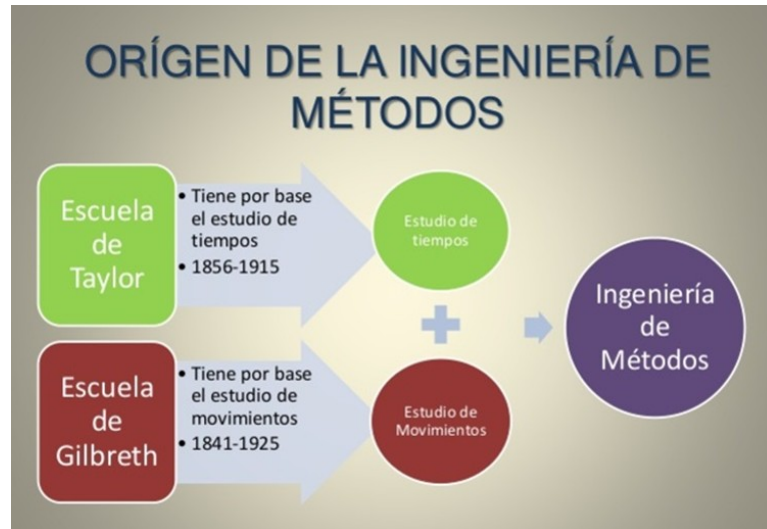 ORÍGEN DE LA INGENIERÍA DE
MÉTODOS
Escuela
de
Taylor
• Tiene por base
el estudio de
tiempos
• 1856-1915
Estudio de
tiempos
Escuela
de
Gilbreth
• Tiene por base
el estudio de
movimientos
• 1841-1925
Estudio de
Movimientos
Ingeniería
de
Métodos